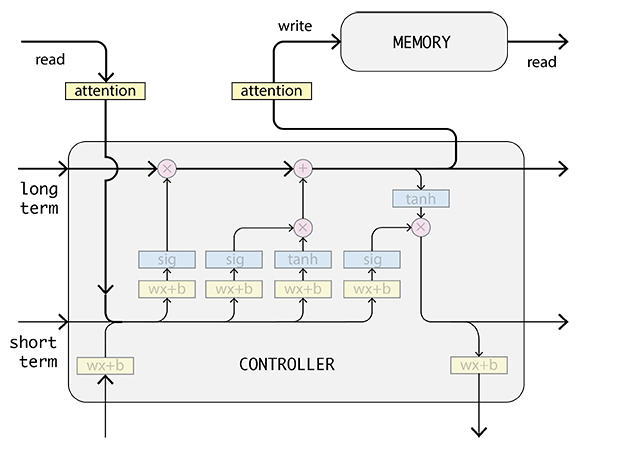 write
read
MEMORY
read
attention
attention
×
+
long
term
tanh
×
×
sig
sig
tanh
sig
wx+b
wx+b
wx+b
wx+b
short
term
wx+b
CONTROLLER
wx+b